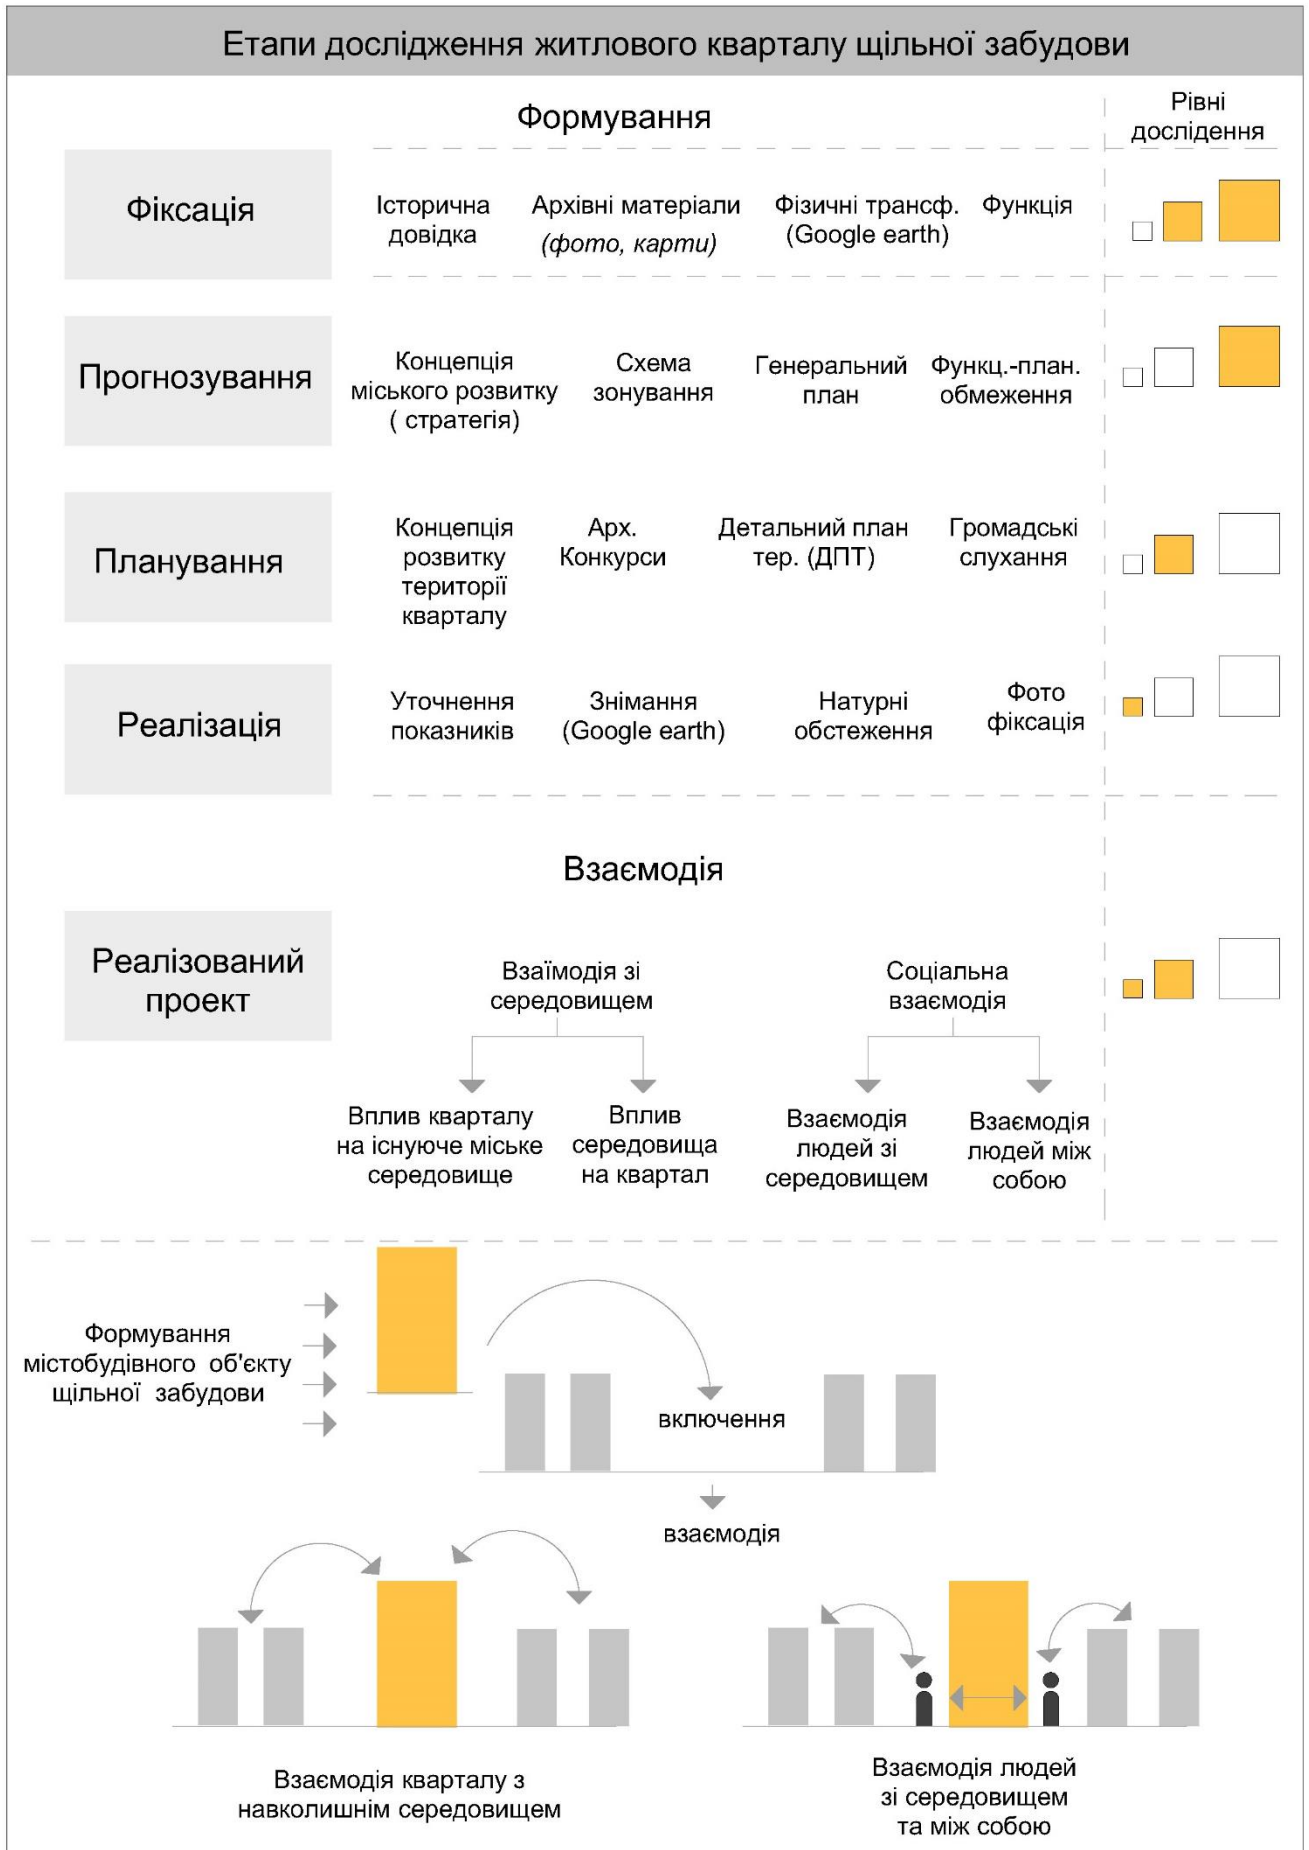 Етапи дослідження житлового кварталу щільної забудови
Формування
Рівні
дослідення
Фіксація
Історична
довідка
Архівні матеріали
(фото, карти)
Фізичні трансф.
(Google earth)
Функція
Прогнозування
Концепція
міського розвитку
( стратегія)
Схема
зонування
Генеральний
план
Функц.-план.
обмеження
Планування
Концепція
розвитку
території
кварталу
Арх.
Конкурси
Детальний план
тер. (ДПТ)
Громадські
слухання
Реалізація
Уточнення
показників
Знімання
(Google earth)
Натурні
обстеження
Фото
фіксація
Взаємодія
Реалізований
проект
Взаїмодія зі
середовищем
Соціальна
взаємодія
Вплив кварталу
на існуюче міське
середовище
Вплив
середовища
на квартал
Взаємодія
людей зі
середовищем
Взаємодія
людей між
собою
Формування
містобудівного об'єкту
щільної забудови
включення
взаємодія
Взаємодія кварталу з
навколишнім середовищем
Взаємодія людей
зі середовищем
та між собою